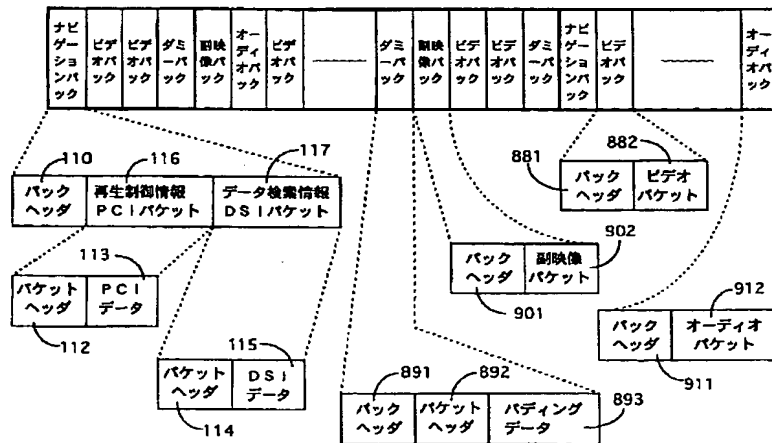 ナビゲーションパック
ビデオパック
ビデオパック
ダミーパック
副映像パック
オーディオパック
ビデオパック
ダミーパック
副映像パック
ビデオパック
ビデオパック
ダミーパック
ナビゲーションパック
ビデオパック
オーディオパック
110
116
117
パックヘッダ
再生制御情報
PCIパケット
データ検索情報
DSIパケット
881
882
パックヘッダ
ビデオパケット
113
パケットヘッダ
PCIデータ
112
902
パックヘッダ
副映像パケット
901
115
パケットヘッダ
DSIデータ
114
912
パックヘッダ
オーディオパケット
911
891
892
パックヘッダ
パケットヘッダ
パディングデータ
893